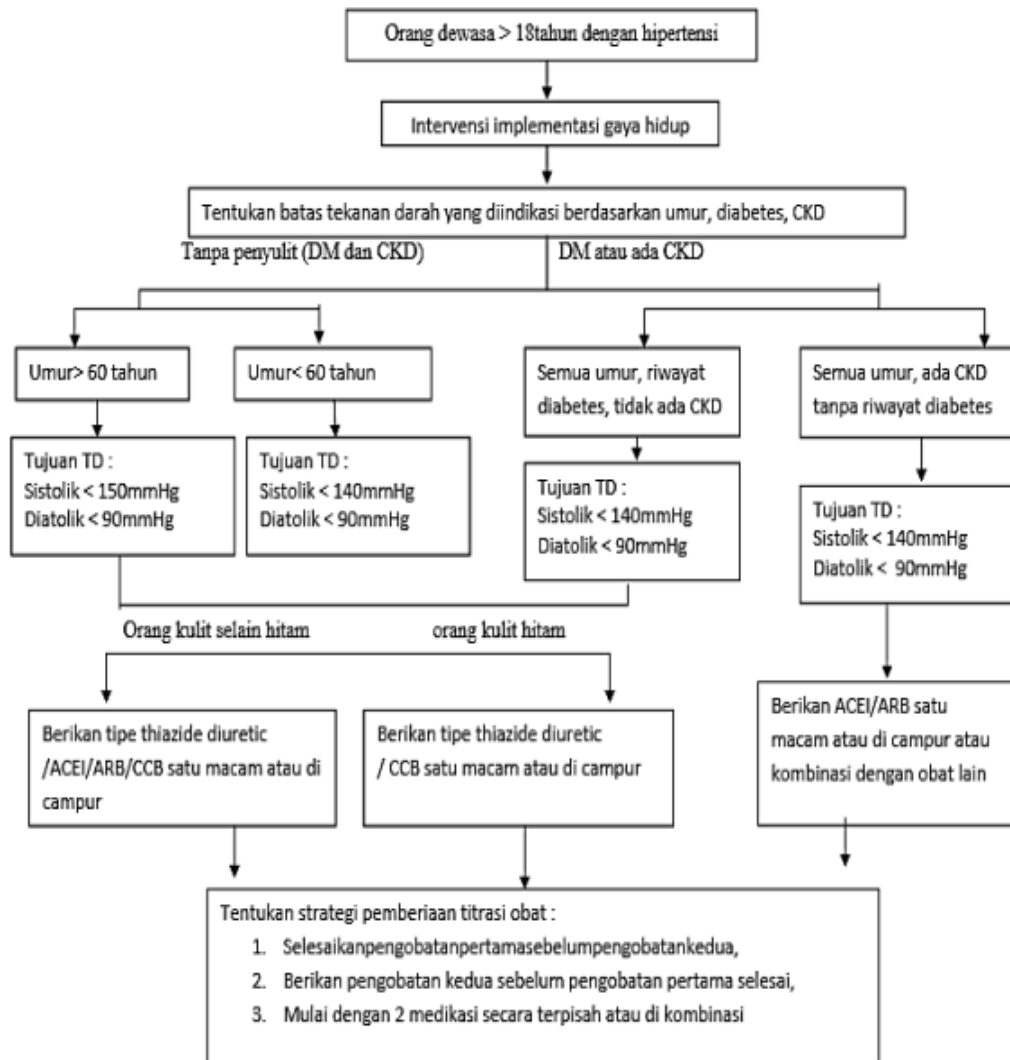 Orang dewasa > 18tahun dengan hipertensi
Intervensi implementasi gaya hidup
Tentukan batas tekanan darah yang diindikasi berdasarkan umur, diabetes, CKD
Tanpa penyulit (DM dan CKD)
DM atau ada CKD
Umur> 60 tahun
Umur< 60 tahun
Semua umur, riwayat
diabetes, tidak ada CKD
Semua umur, ada CKD
tanpa riwayat diabetes
Tujuan TD :
Sistolik < 150mmHg
Diatolik < 90mmHg
Tujuan TD :
Sistolik < 140mmHg
Diatolik < 90mmHg
Tujuan TD :
Sistolik < 140mmHg
Diatolik < 90mmHg
Tujuan TD :
Sistolik < 140mmHg
Diatolik < 90mmHg
Orang kulit selain hitam
orang kulit hitam
Berikan tipe thiazide diuretic
/ACEI/ARB/CCB satu macam atau di
campur
Berikan tipe thiazide diuretic
/ CCB satu macam atau di campur
Berikan ACEI/ARB satu
macam atau di campur atau
kombinasi dengan obat lain
Tentukan strategi pemberiaan titrasi obat :
1. Selesaikanpengobatanpertamasebelumpengobatankedua,
2. Berikan pengobatan kedua sebelum pengobatan pertama selesai,
3. Mulai dengan 2 medikasi secara terpisah atau di kombinasi